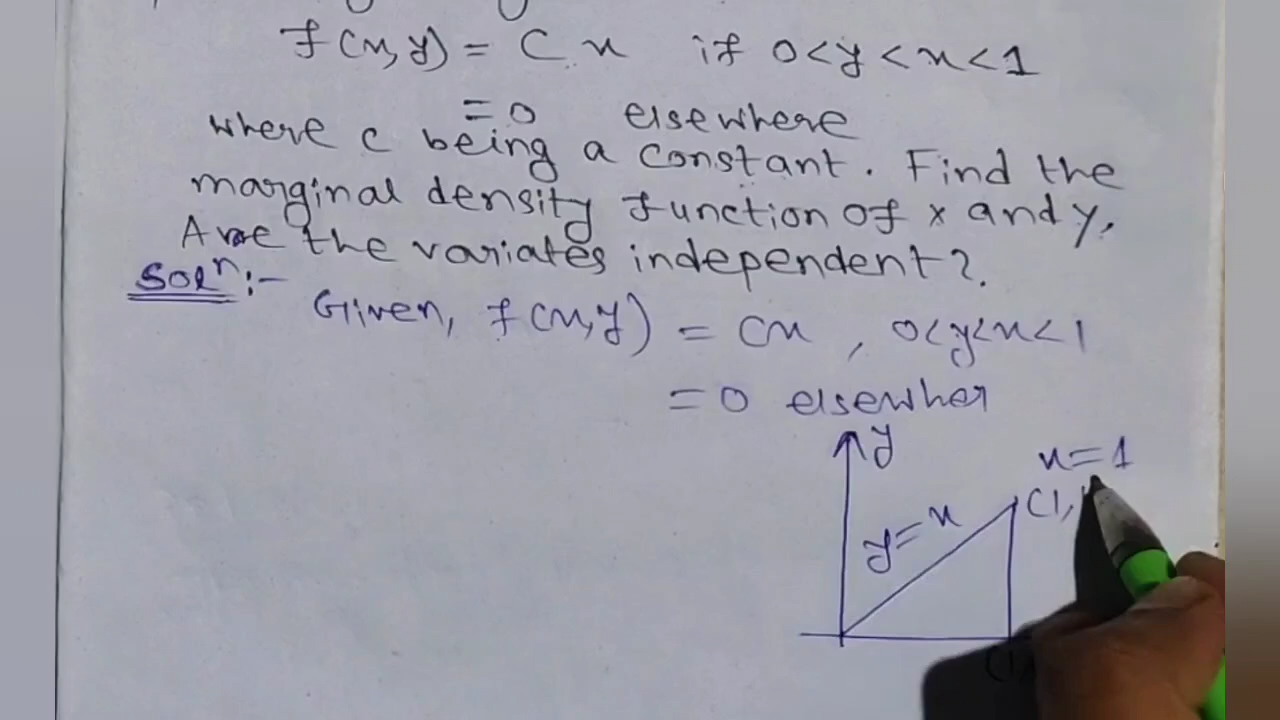 f(x,y) = C x if 0<y<x<1
=0 elsewhere
where c being a constant. Find the
marginal density function of x and y.
Are the variates independent?
Solⁿ:-
Given, f(x,y) = cx , 0<y<x<1
=0 elsewher
y
x=1
(1,
y=x